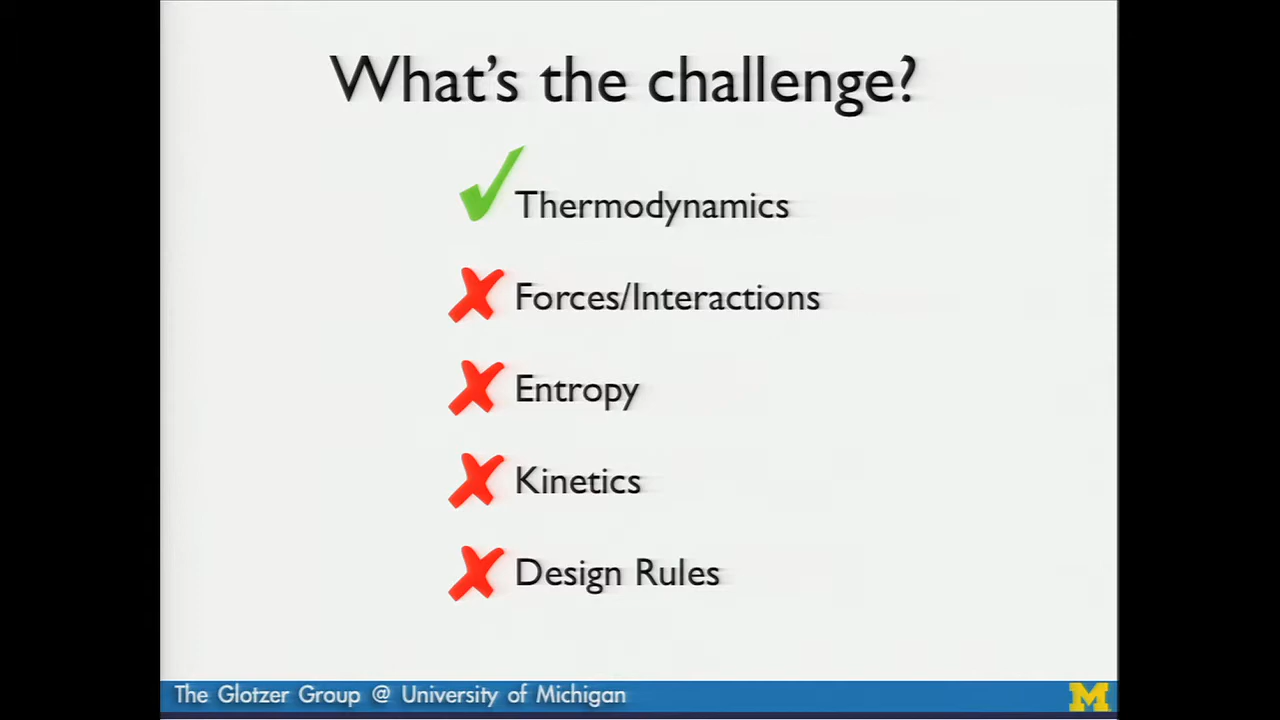 What's the challenge?
Thermodynamics
Forces/Interactions
Entropy
Kinetics
Design Rules
The Glotzer Group @ University of Michigan
M